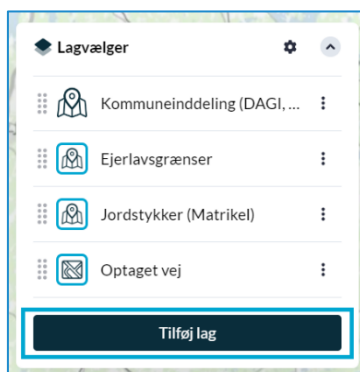 Lagvælger
Kommuneinddeling (DAGI, ...
Ejerlavsgrænser
Jordstykker (Matrikel)
Optaget vej
Tilføj lag